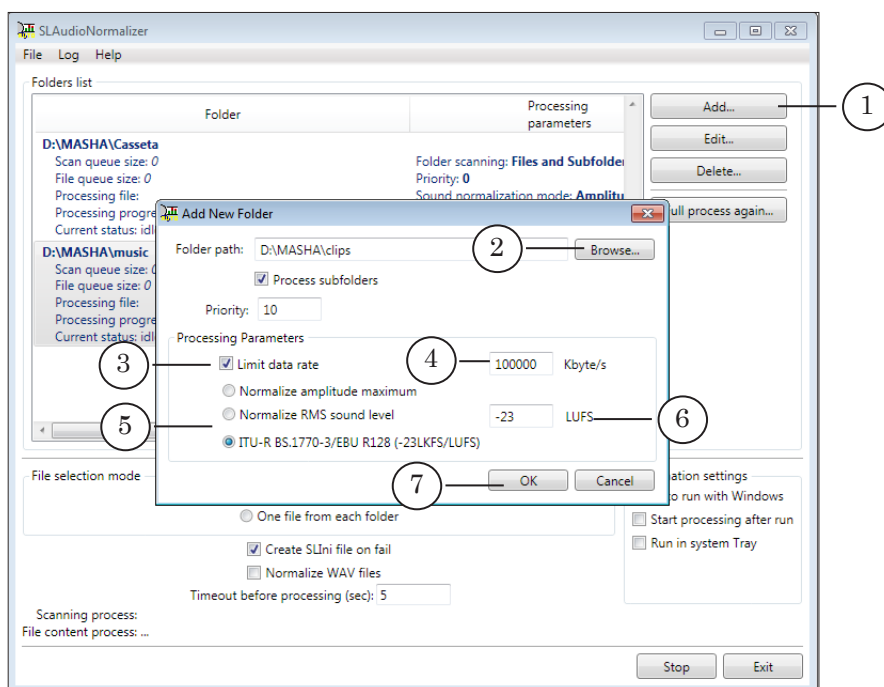 SLAudioNormalizer
File Log Help
Folders list
Folder
Processing parameters
Add...
1
Edit...
Delete...
D:\MASHA\Casseta
Scan queue size: 0
Folder scanning: Files and Subfolde
File queue size: 0
Priority: 0
Processing file:
Sound normalization mode: Amplitu
Processing progre
ull process again...
Current status: idl
D:\MASHA\music
Scan queue size: 0
File queue size: 0
Processing file:
Processing progre
Current status: idl
Add New Folder
Folder path: D:\MASHA\clips
2
Browse...
Process subfolders
Priority: 10
Processing Parameters
3
Limit data rate
4
100000 Kbyte/s
Normalize amplitude maximum
5
Normalize RMS sound level
-23 LUFS
6
ITU-R BS.1770-3/EBU R128 (-23LKFS/LUFS)
7
OK
Cancel
File selection mode
ation settings
to run with Windows
One file from each folder
Start processing after run
Create SLIni file on fail
Run in system Tray
Normalize WAV files
Timeout before processing (sec): 5
Scanning process:
File content process: ...
Stop
Exit